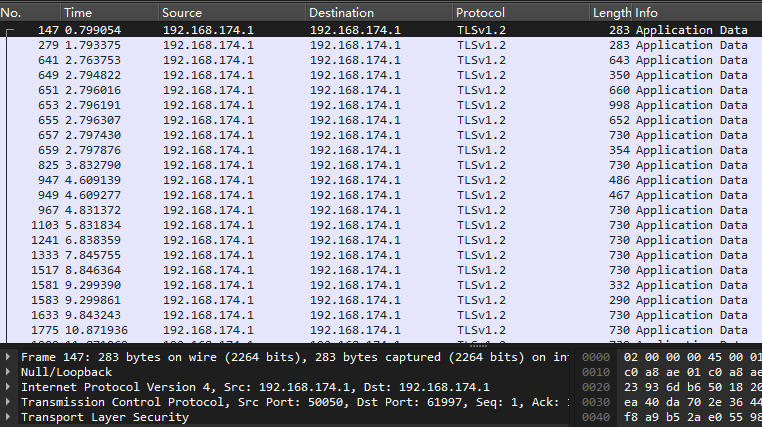 No. Time Source Destination Protocol Length Info
147 0.799054 192.168.174.1 192.168.174.1 TLSv1.2 283 Application Data
279 1.793375 192.168.174.1 192.168.174.1 TLSv1.2 283 Application Data
641 2.763753 192.168.174.1 192.168.174.1 TLSv1.2 643 Application Data
649 2.794822 192.168.174.1 192.168.174.1 TLSv1.2 350 Application Data
651 2.796016 192.168.174.1 192.168.174.1 TLSv1.2 660 Application Data
653 2.796191 192.168.174.1 192.168.174.1 TLSv1.2 998 Application Data
655 2.796307 192.168.174.1 192.168.174.1 TLSv1.2 652 Application Data
657 2.797430 192.168.174.1 192.168.174.1 TLSv1.2 730 Application Data
659 2.797876 192.168.174.1 192.168.174.1 TLSv1.2 354 Application Data
825 3.832790 192.168.174.1 192.168.174.1 TLSv1.2 730 Application Data
947 4.609139 192.168.174.1 192.168.174.1 TLSv1.2 486 Application Data
949 4.609277 192.168.174.1 192.168.174.1 TLSv1.2 467 Application Data
967 4.831372 192.168.174.1 192.168.174.1 TLSv1.2 730 Application Data
1103 5.831834 192.168.174.1 192.168.174.1 TLSv1.2 730 Application Data
1241 6.838359 192.168.174.1 192.168.174.1 TLSv1.2 730 Application Data
1333 7.845755 192.168.174.1 192.168.174.1 TLSv1.2 730 Application Data
1517 8.846364 192.168.174.1 192.168.174.1 TLSv1.2 730 Application Data
1581 9.299390 192.168.174.1 192.168.174.1 TLSv1.2 332 Application Data
1583 9.299861 192.168.174.1 192.168.174.1 TLSv1.2 290 Application Data
1633 9.843243 192.168.174.1 192.168.174.1 TLSv1.2 730 Application Data
1775 10.871936 192.168.174.1 192.168.174.1 TLSv1.2 730 Application Data
Frame 147: 283 bytes on wire (2264 bits), 283 bytes captured (2264 bits) on int
Null/Loopback
Internet Protocol Version 4, Src: 192.168.174.1, Dst: 192.168.174.1
Transmission Control Protocol, Src Port: 50050, Dst Port: 61997, Seq: 1, Ack:
Transport Layer Security
0000 02 00 00 00 45 00 01
0010 c0 a8 ae 01 c0 a8 ae
0020 23 93 6d b6 50 18 20
0030 ea 40 da 70 2e 36 44
0040 f8 a9 b5 2a e0 55 98